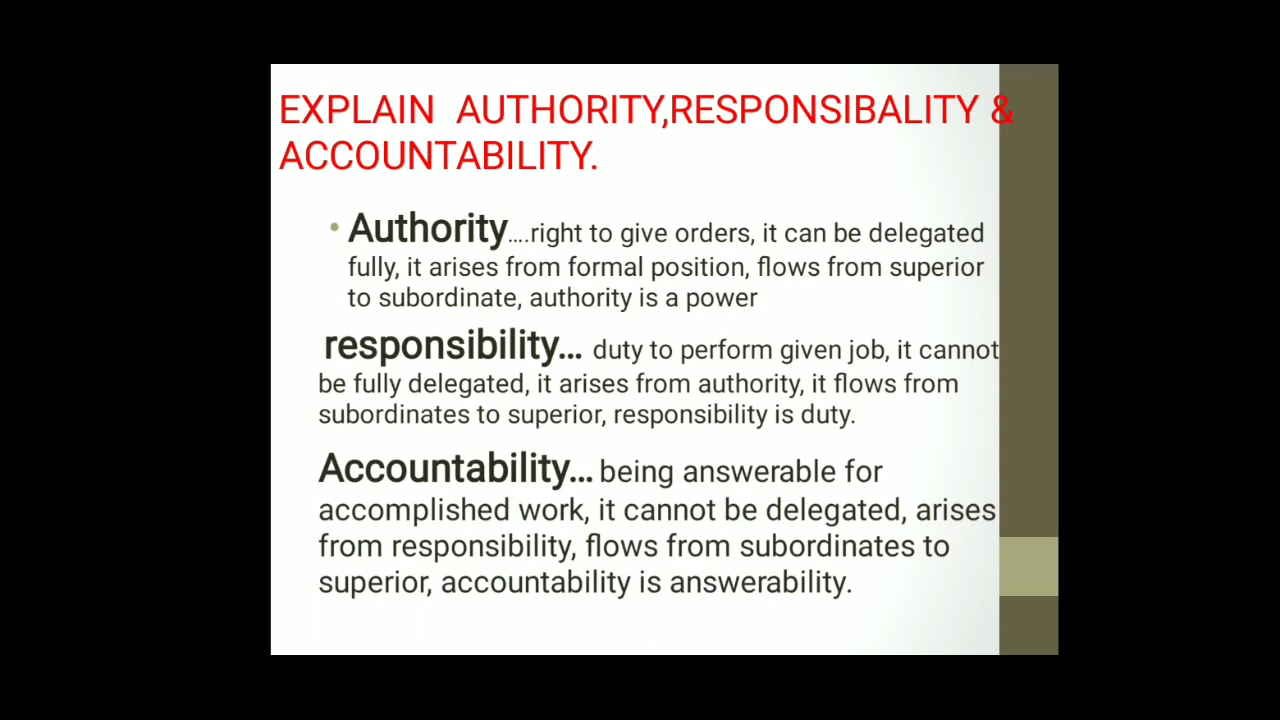 EXPLAIN AUTHORITY,RESPONSIBALITY &
ACCOUNTABILITY.
• Authority....right to give orders, it can be delegated
fully, it arises from formal position, flows from superior
to subordinate, authority is a power
responsibility... duty to perform given job, it cannot
be fully delegated, it arises from authority, it flows from
subordinates to superior, responsibility is duty.
Accountability... being answerable for
accomplished work, it cannot be delegated, arises
from responsibility, flows from subordinates to
superior, accountability is answerability.